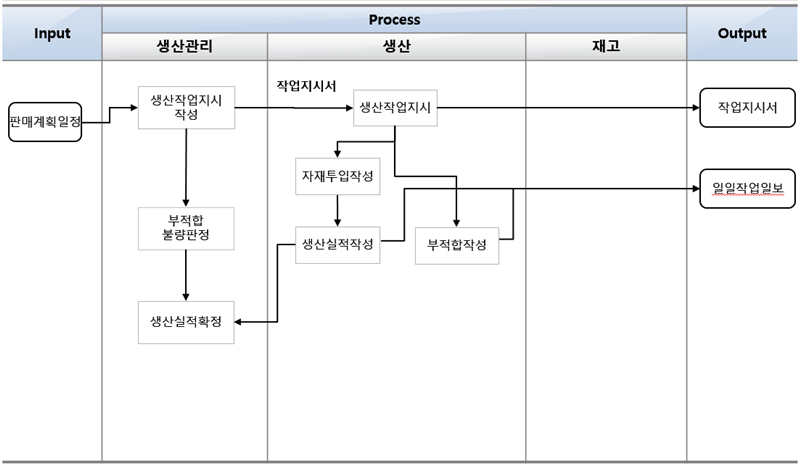 Input
Process
Output
생산관리
생산
재고
작업지시서
판매계획일정
생산작업지시
작성
생산작업지시
작업지시서
자재투입작성
일일작업일보
부적합
불량판정
생산실적작성
부적합작성
생산실적확정